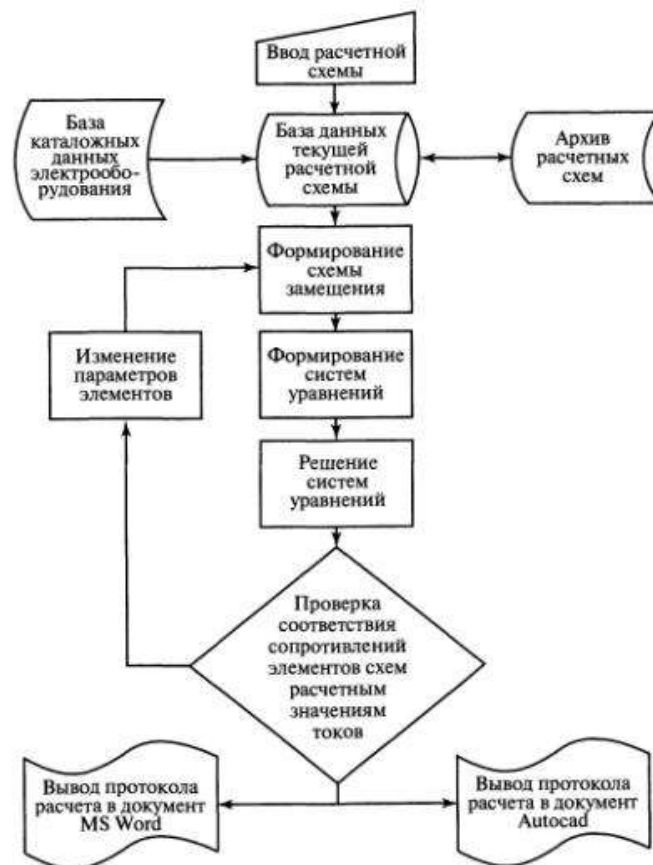 Ввод расчетной
схемы
База
каталожных
данных
электрообо-
рудования
База данных
текущей
расчетной
схемы
Архив
расчетных
схем
Формирование
схемы
замещения
Изменение
параметров
элементов
Формирование
систем
уравнений
Решение
систем
уравнений
Проверка
соответствия
сопротивлений
элементов схем
расчетным
значениям
токов
Вывод протокола
расчета в документ
MS Word
Вывод протокола
расчета в документ
Autocad